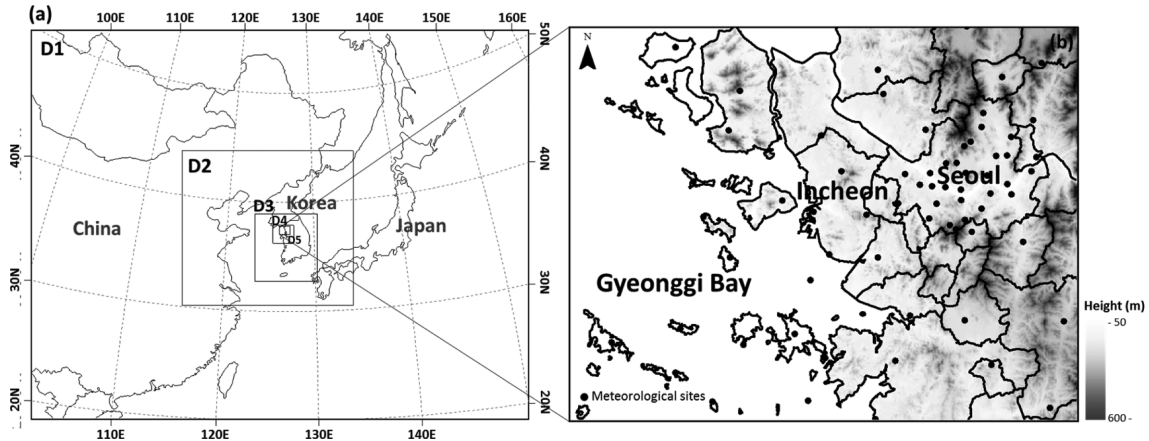 (a)
100E 110E 120E 130E 140E 150E 160E
D1
50N
40N
40N
D2
D3
Korea
D4
D5
China
Japan
30N
30N
20N
20N
110E 120E 130E 140E
N
(b)
Seoul
Incheon
Gyeonggi Bay
Meteorological sites
Height (m)
- 50
600 -